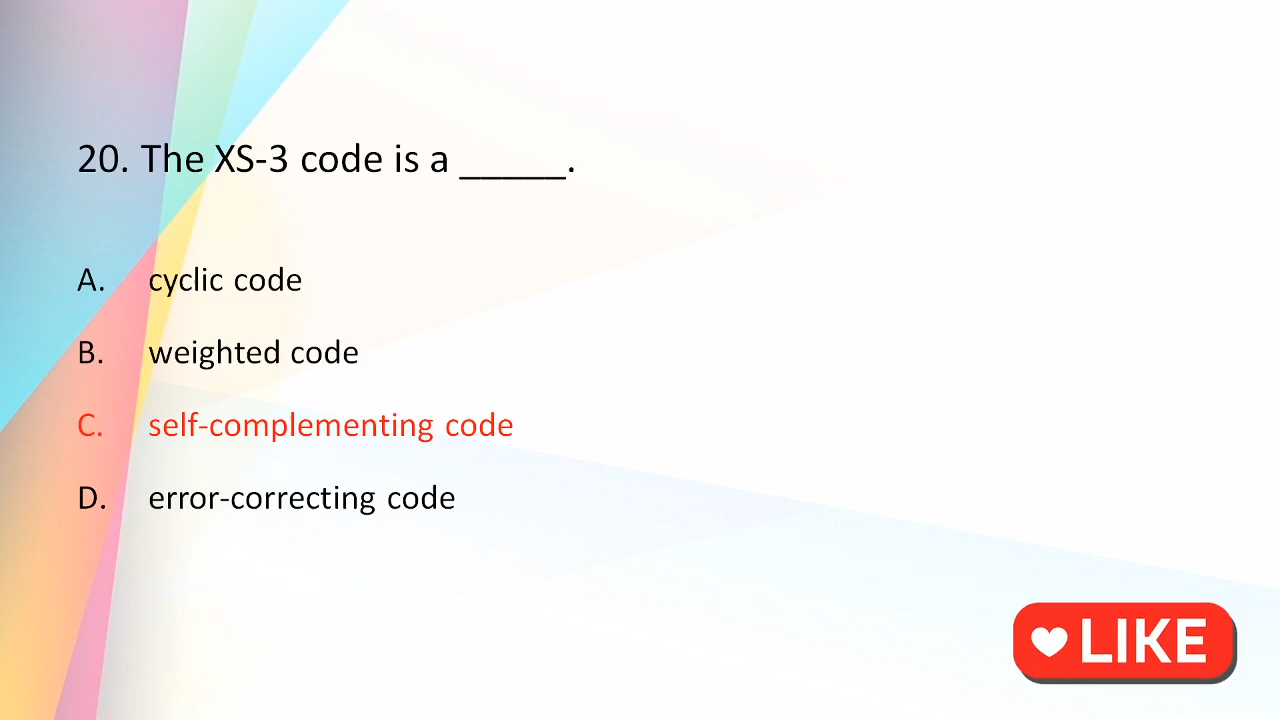 20. The XS-3 code is a _____.
A. cyclic code
B. weighted code
C. self-complementing code
D. error-correcting code
LIKE